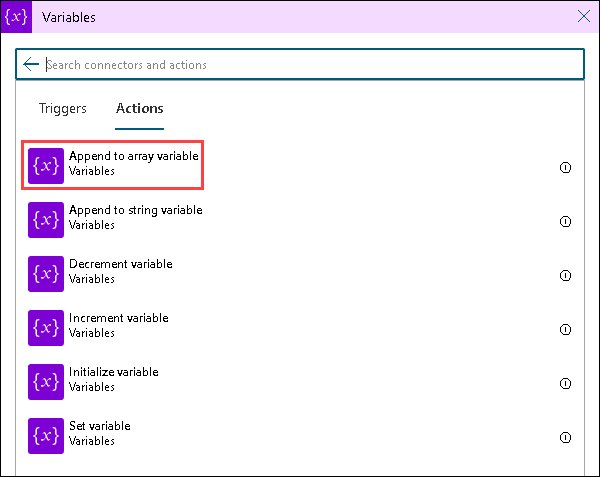 {x} Variables
Search connectors and actions
Triggers Actions
{x} Append to array variable
Variables
{x} Append to string variable
Variables
{x} Decrement variable
Variables
{x} Increment variable
Variables
{x} Initialize variable
Variables
{x} Set variable
Variables